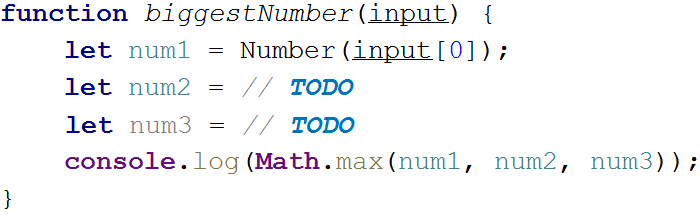 function biggestNumber(input) {
    let num1 = Number(input[0]);
    let num2 = // TODO
    let num3 = // TODO
    console.log(Math.max(num1, num2, num3));
}